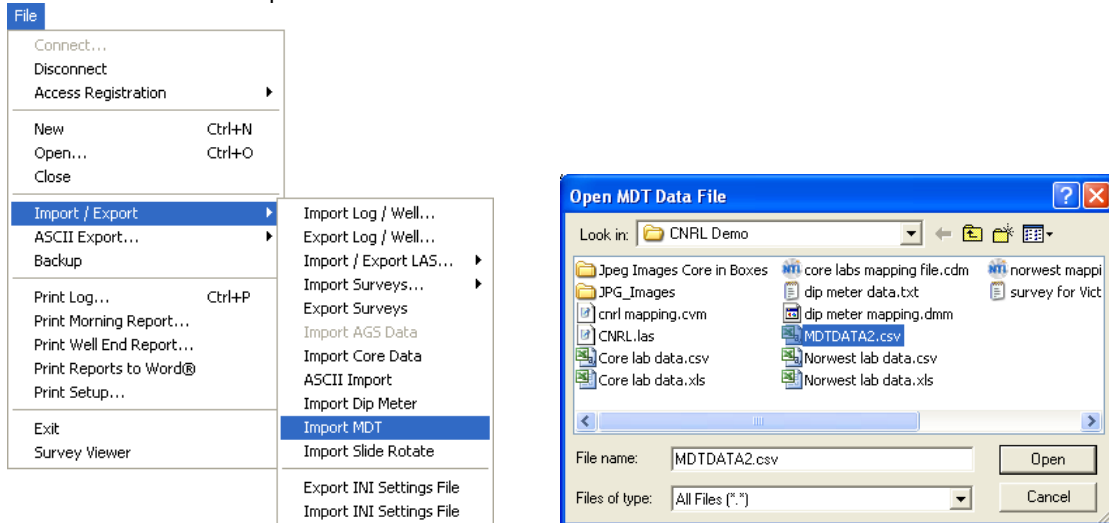 File
Connect...
Disconnect
Access Registration
New Ctrl+N
Open... Ctrl+O
Close
Import / Export
ASCII Export...
Backup
Print Log... Ctrl+P
Print Morning Report...
Print Well End Report...
Print Reports to Word®
Print Setup...
Exit
Survey Viewer
Import Log / Well...
Export Log / Well...
Import / Export LAS...
Import Surveys...
Export Surveys
Import AGS Data
Import Core Data
ASCII Import
Import Dip Meter
Import MDT
Import Slide Rotate
Export INI Settings File
Import INI Settings File
Open MDT Data File
Look in: CNRL Demo
Jpeg Images Core in Boxes
JPG_Images
cnrl mapping.cvm
CNRL.las
Core lab data.csv
Core lab data.xls
core labs mapping file.cdm
dip meter data.txt
dip meter mapping.dmm
MDTDATA2.csv
Norwest lab data.csv
Norwest lab data.xls
norwest mappi
survey for Vict
File name: MDTDATA2.csv Open
Files of type: All Files (*.*) Cancel